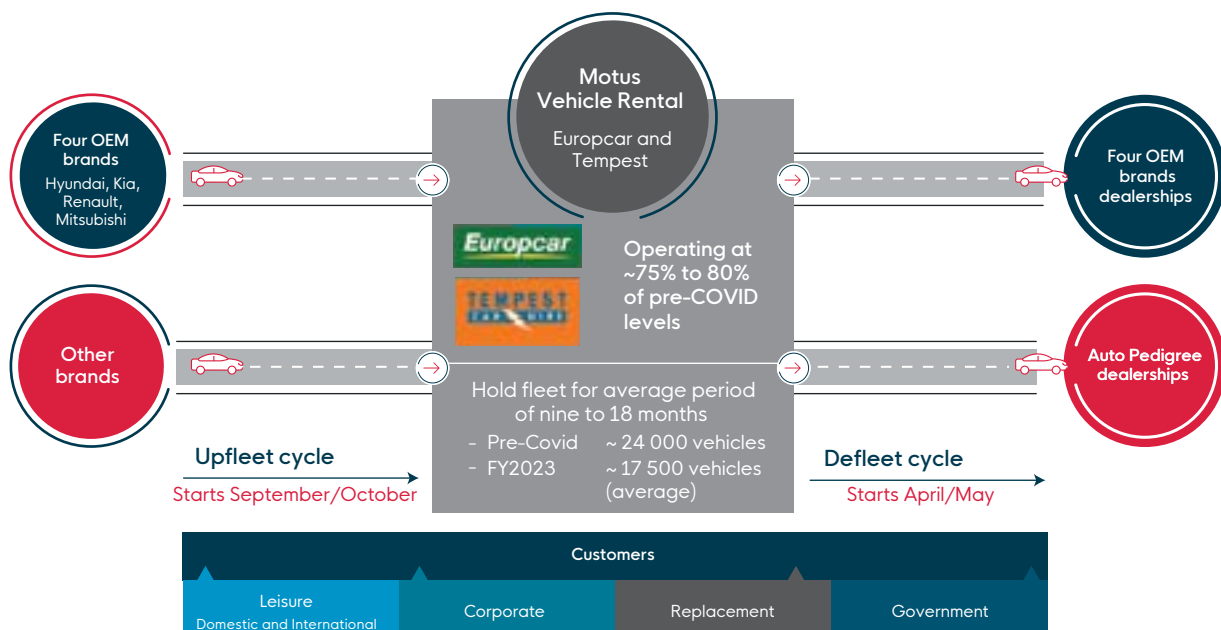 Motus
Vehicle Rental
Europcar and
Tempest
Four OEM
brands
Hyundai, Kia,
Renault,
Mitsubishi
Four OEM
brands
dealerships
Europcar
TEMPEST
CAR HIRE
Operating at
~75% to 80%
of pre-COVID
levels
Other
brands
Auto Pedigree
dealerships
Hold fleet for average period
of nine to 18 months
- Pre-Covid ~ 24 000 vehicles
- FY2023 ~ 17 500 vehicles
(average)
Upfleet cycle
Starts September/October
Defleet cycle
Starts April/May
Customers
Leisure
Domestic and International
Corporate
Replacement
Government